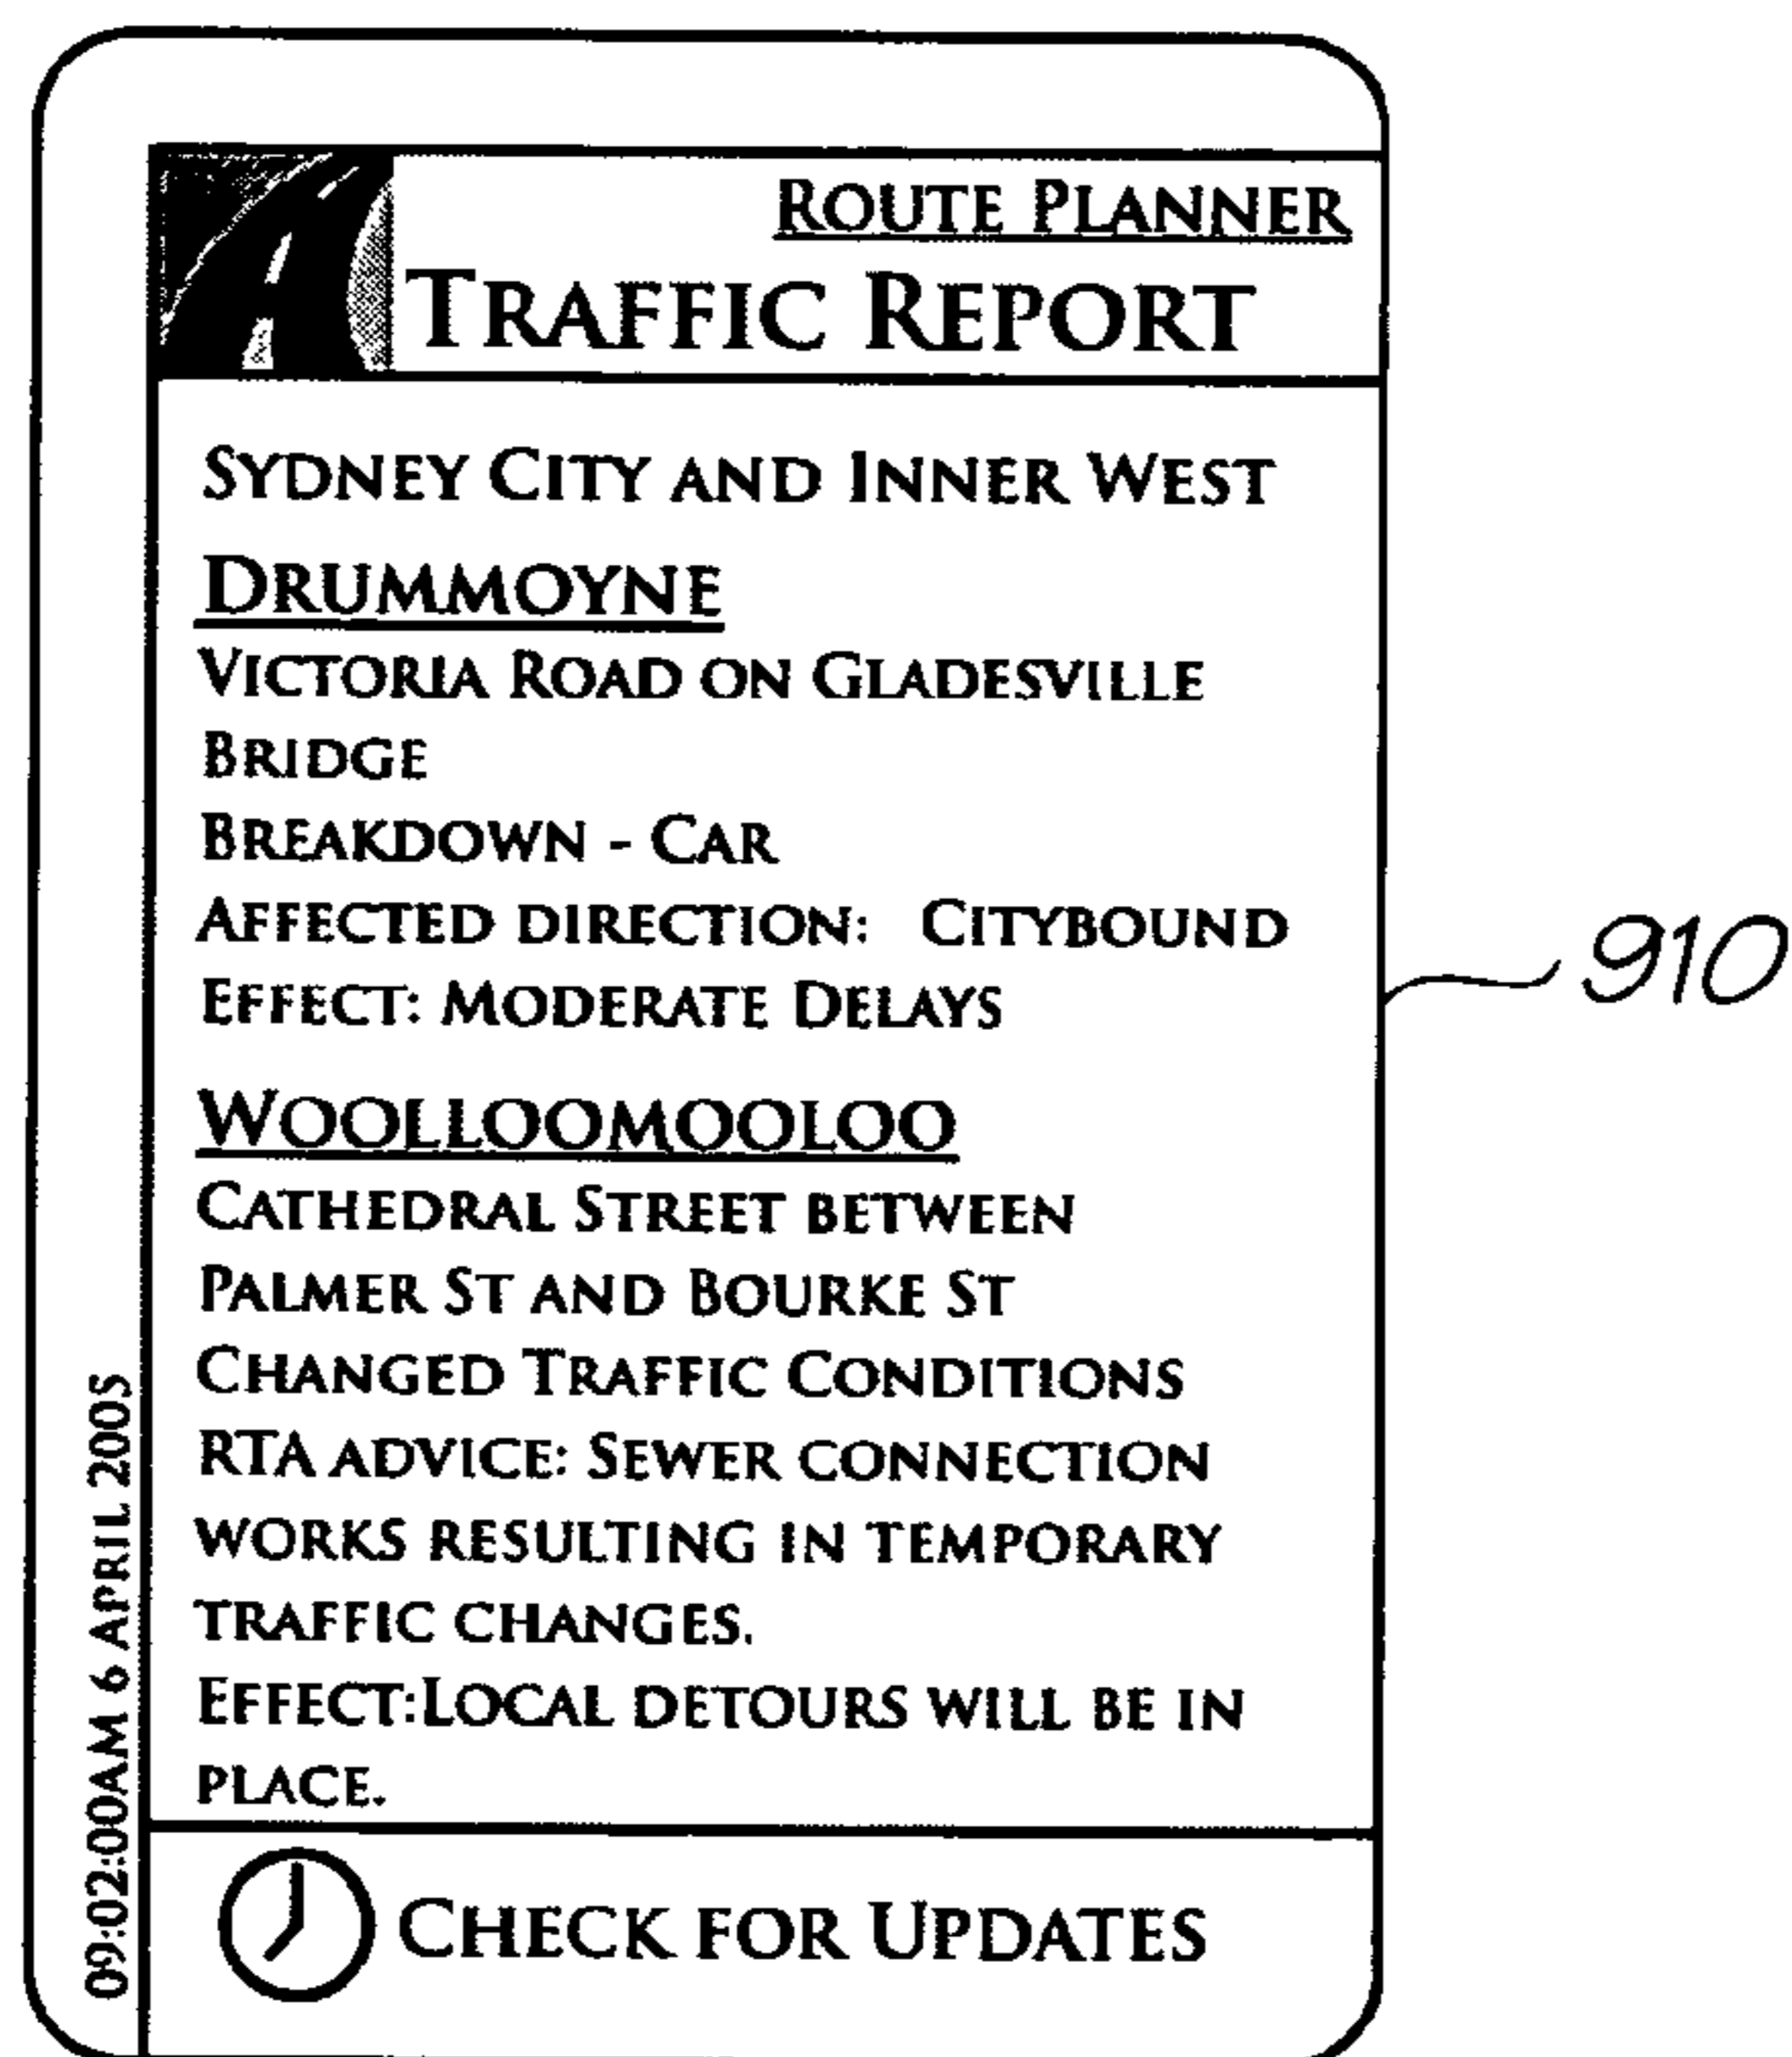 Route Planner
Traffic Report
Sydney City and Inner West
Drummoyne
Victoria Road on Gladesville
Bridge
Breakdown - Car
Affected direction: Citybound
Effect: Moderate Delays
Woolloomooloo
Cathedral Street between
Palmer St and Bourke St
Changed Traffic Conditions
RTA advice: Sewer connection
works resulting in temporary
traffic changes.
Effect:Local detours will be in
place.
Check for Updates
09:02:00AM 6 April 2005
910